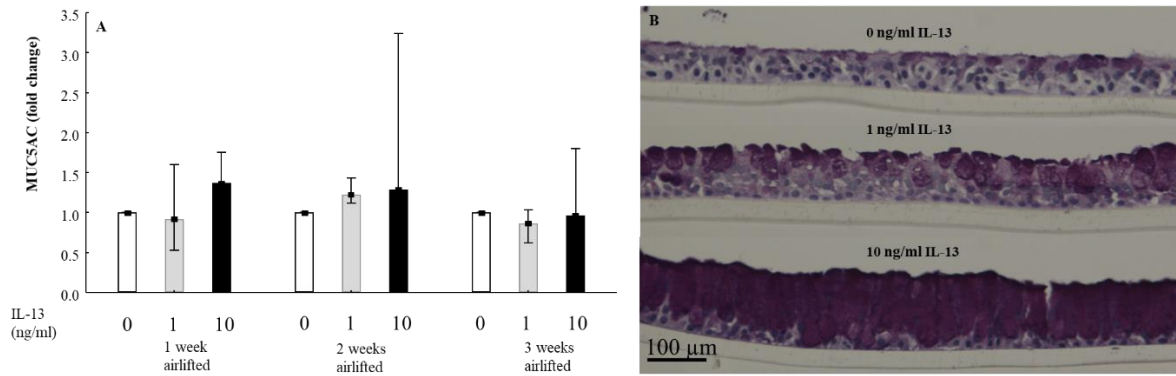 A
MUC5AC (fold change)
3.5
3.0
2.5
2.0
1.5
1.0
0.5
0.0
IL-13
(ng/ml)
0 1 10 0 1 10 0 1 10
1 week
airlifted
2 weeks
airlifted
3 weeks
airlifted
B
0 ng/ml IL-13
1 ng/ml IL-13
10 ng/ml IL-13
100 µm